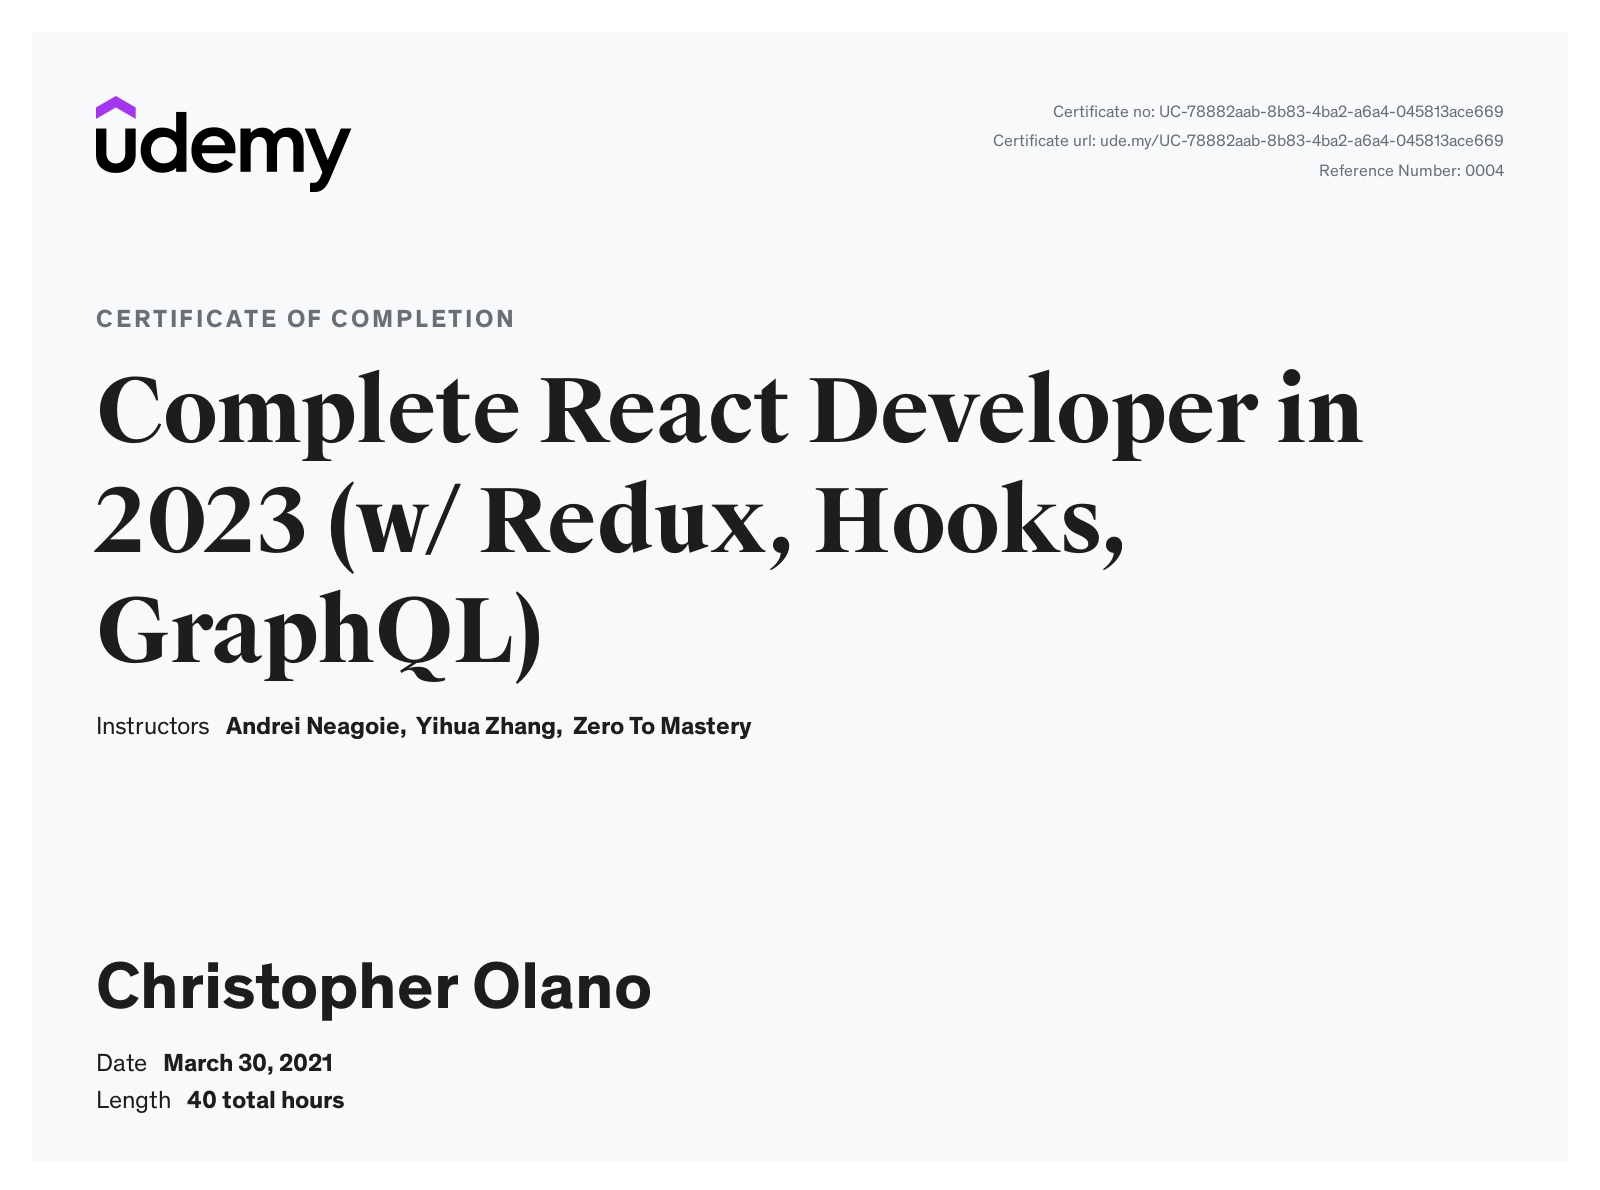 udemy
Certificate no: UC-78882aab-8b83-4ba2-a6a4-045813ace669
Certificate url: ude.my/UC-78882aab-8b83-4ba2-a6a4-045813ace669
Reference Number: 0004
CERTIFICATE OF COMPLETION
Complete React Developer in
2023 (w/ Redux, Hooks,
GraphQL)
Instructors Andrei Neagoie, Yihua Zhang, Zero To Mastery
Christopher Olano
Date March 30, 2021
Length 40 total hours